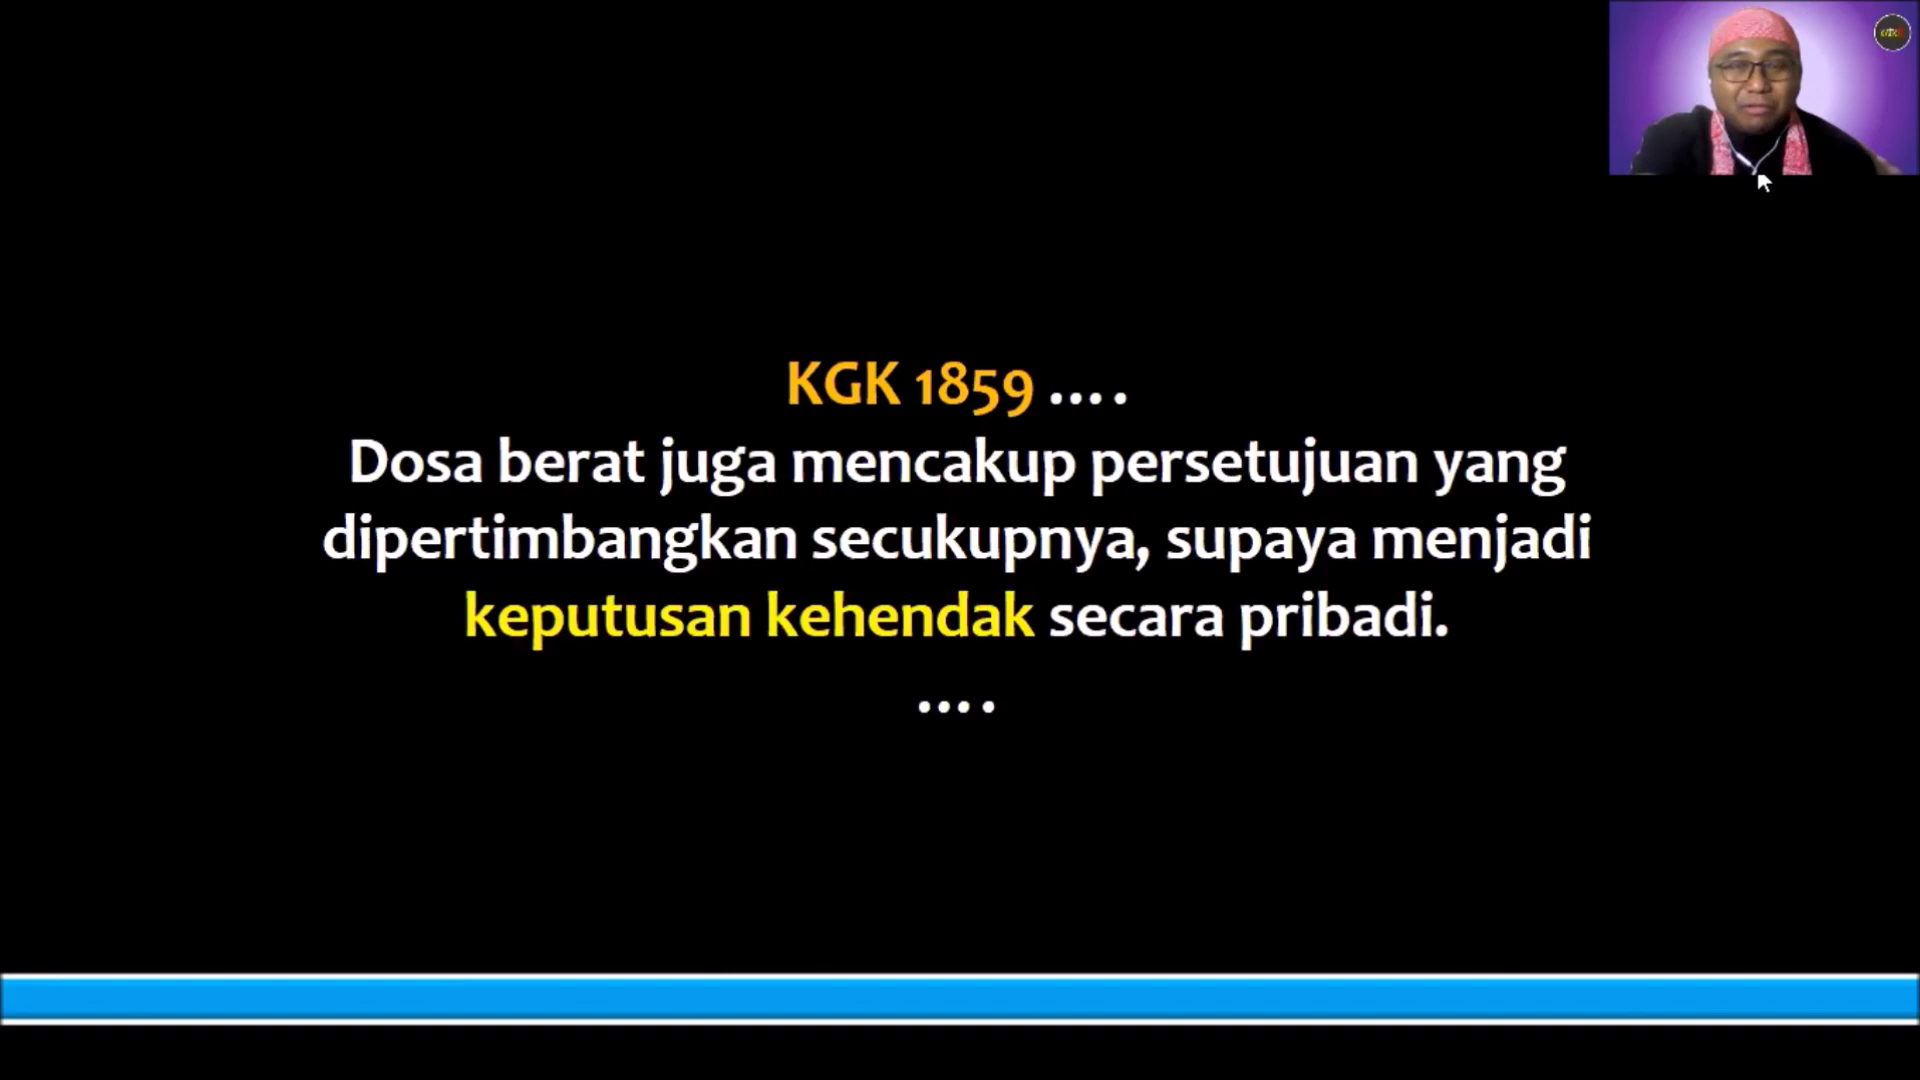 KGK 1859 ....
Dosa berat juga mencakup persetujuan yang
dipertimbangkan secukupnya, supaya menjadi
keputusan kehendak secara pribadi.
....